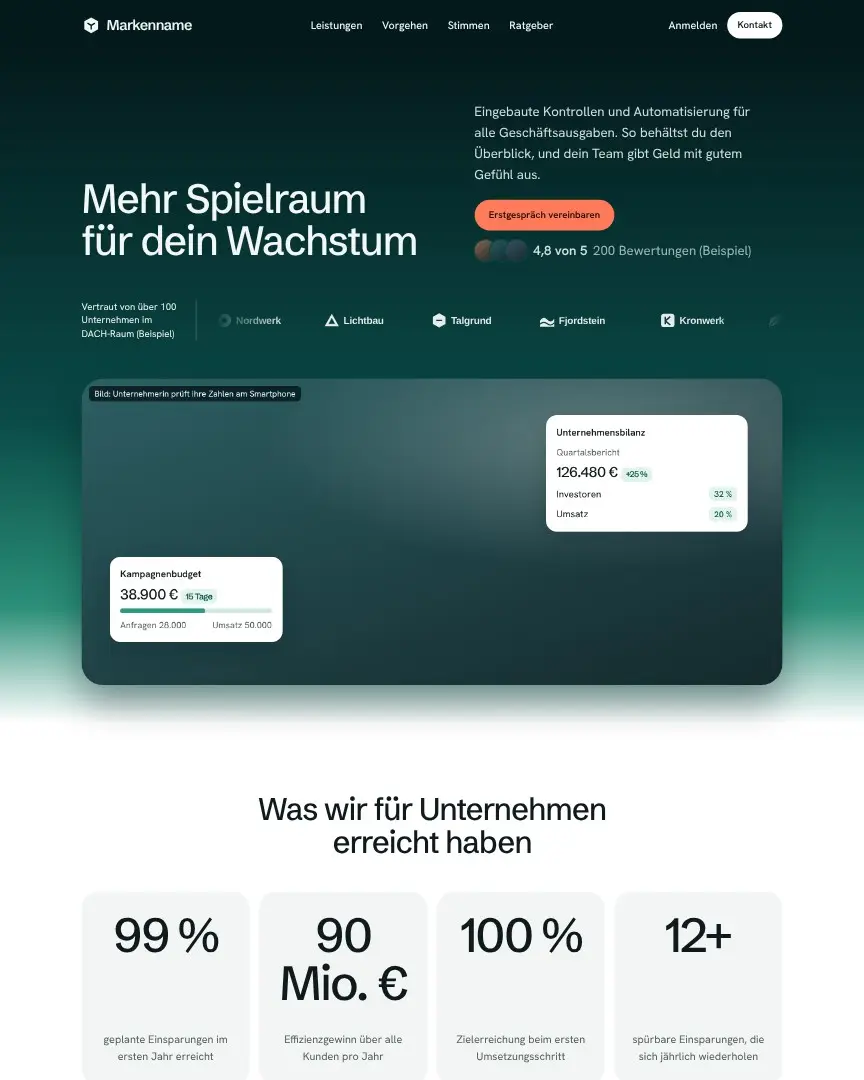 Markenname
Leistungen Vorgehen Stimmen Ratgeber
Anmelden Kontakt
Mehr Spielraum
für dein Wachstum
Eingebaute Kontrollen und Automatisierung für
alle Geschäftsausgaben. So behältst du den
Überblick, und dein Team gibt Geld mit gutem
Gefühl aus.
Erstgespräch vereinbaren
4,8 von 5 200 Bewertungen (Beispiel)
Vertraut von über 100
Unternehmen im
DACH-Raum (Beispiel)
Nordwerk Lichtbau Talgrund Fjordstein Kronwerk
Bild: Unternehmerin prüft ihre Zahlen am Smartphone
Unternehmensbilanz
Quartalsbericht
126.480 € +25 %
Investoren 32 %
Umsatz 20 %
Kampagnenbudget
38.900 € 15 Tage
Anfragen 28.000 Umsatz 50.000
Was wir für Unternehmen
erreicht haben
99 %
geplante Einsparungen im
ersten Jahr erreicht
90
Mio. €
Effizienzgewinn über alle
Kunden pro Jahr
100 %
Zielerreichung beim ersten
Umsetzungsschritt
12+
spürbare Einsparungen, die
sich jährlich wiederholen